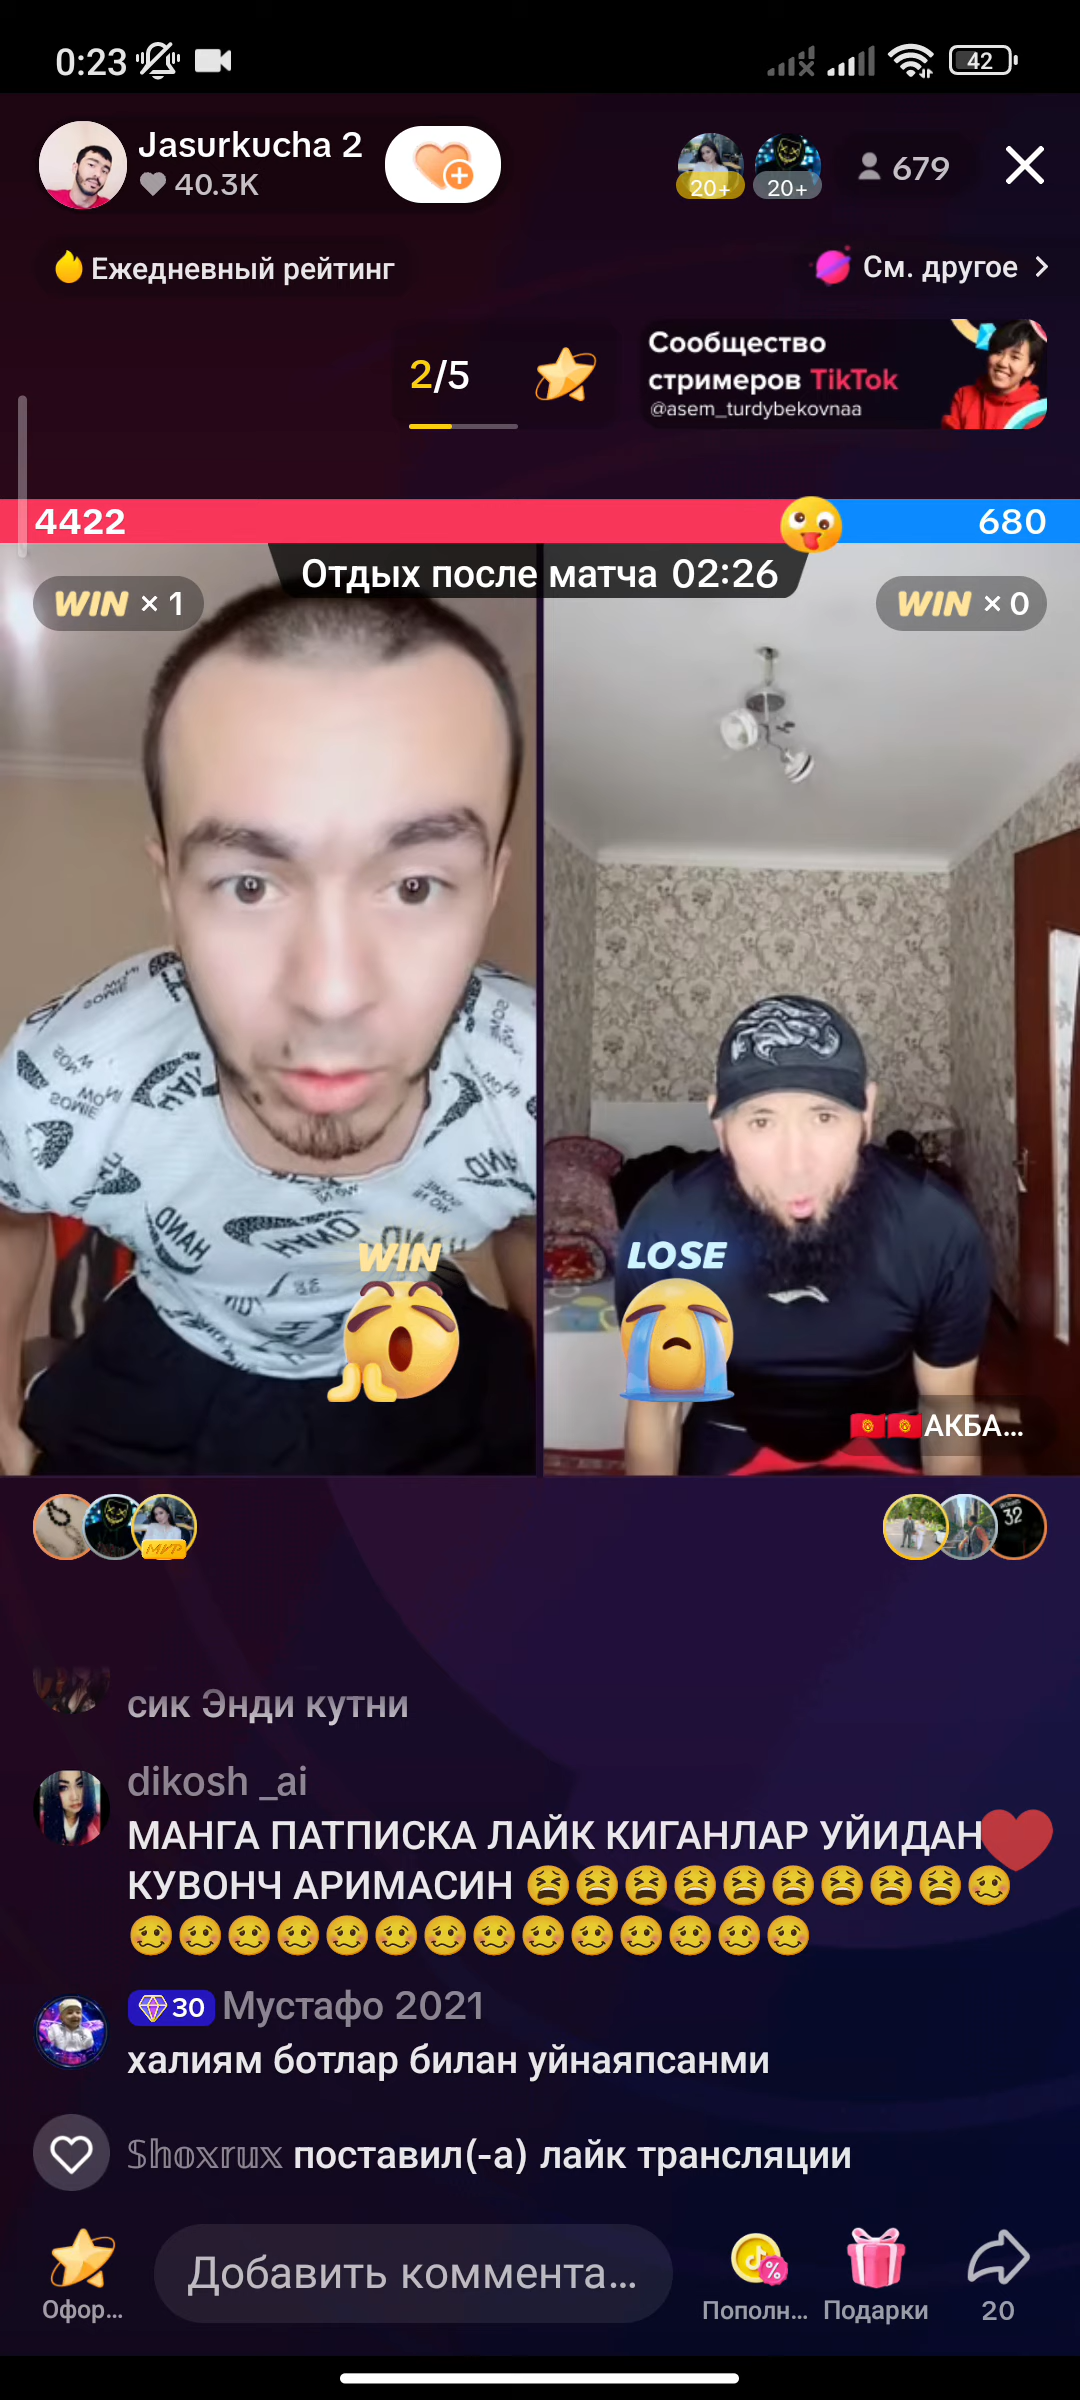 0:23
42
Jasurkucha 2
40.3K
20+
20+
679
Ежедневный рейтинг
См. другое
2/5
Сообщество
стримеров TikTok
@asem_turdybekovnaa
4422
680
Отдых после матча 02:26
WIN × 1
WIN × 0
WIN
LOSE
🇰🇬🇰🇬АКБА...
МУР
32
сик Энди кутни
dikosh _ai
МАНГА ПАТПИСКА ЛАЙК КИГАНЛАР УЙИДАН
КУВОНЧ АРИМАСИН 😫😫😫😫😫😫😫😫😫🥴
🥴🥴🥴🥴🥴🥴🥴🥴🥴🥴🥴🥴🥴🥴
30 Мустафо 2021
халиям ботлар билан уйнаяпсанми
𝕊𝕙𝕠𝕩𝕣𝕦𝕩 поставил(-а) лайк трансляции
Добавить коммента...
Офор...
Пополн...
Подарки
20